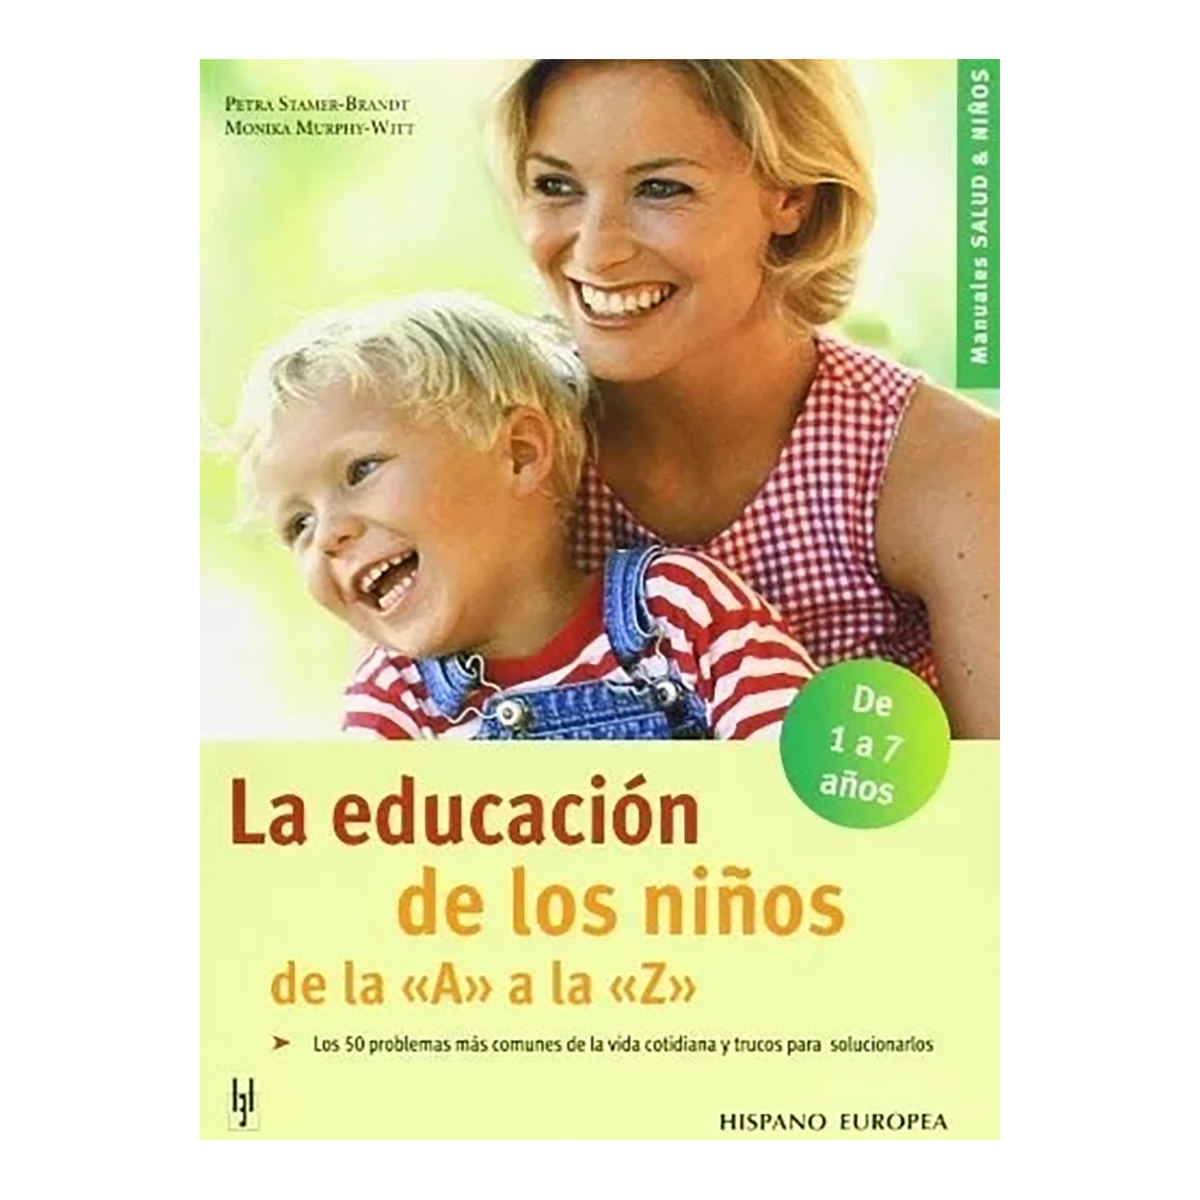 PETRA STAMER-BRANDT
MONIKA MURPHY-WITT
Manuales SALUD & NIÑOS
De
1 a 7
años
La educación
de los niños
de la «A» a la «Z»
➤ Los 50 problemas más comunes de la vida cotidiana y trucos para solucionarlos
HISPANO EUROPEA